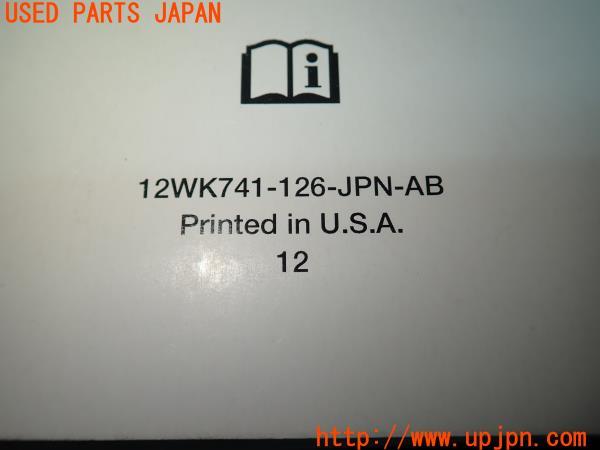 USED PARTS JAPAN
i
12WK741-126-JPN-AB
Printed in U.S.A.
12
http://www.upjpn.com/